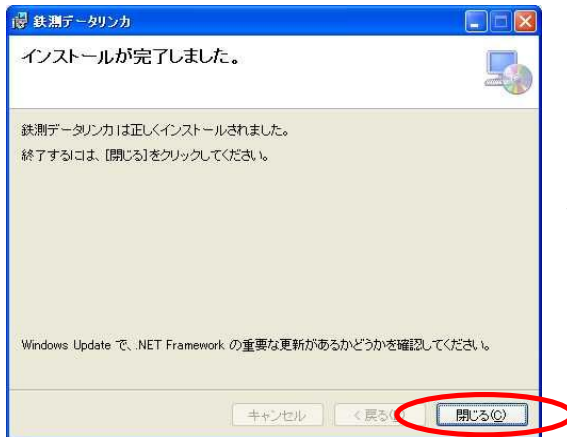 鉄測データリンカ
インストールが完了しました。
鉄測データリンカは正しくインストールされました。
終了するには、[閉じる]をクリックしてください。
Windows Update で、.NET Framework の重要な更新があるかどうかを確認してください。
キャンセル
< 戻る
閉じる(C)